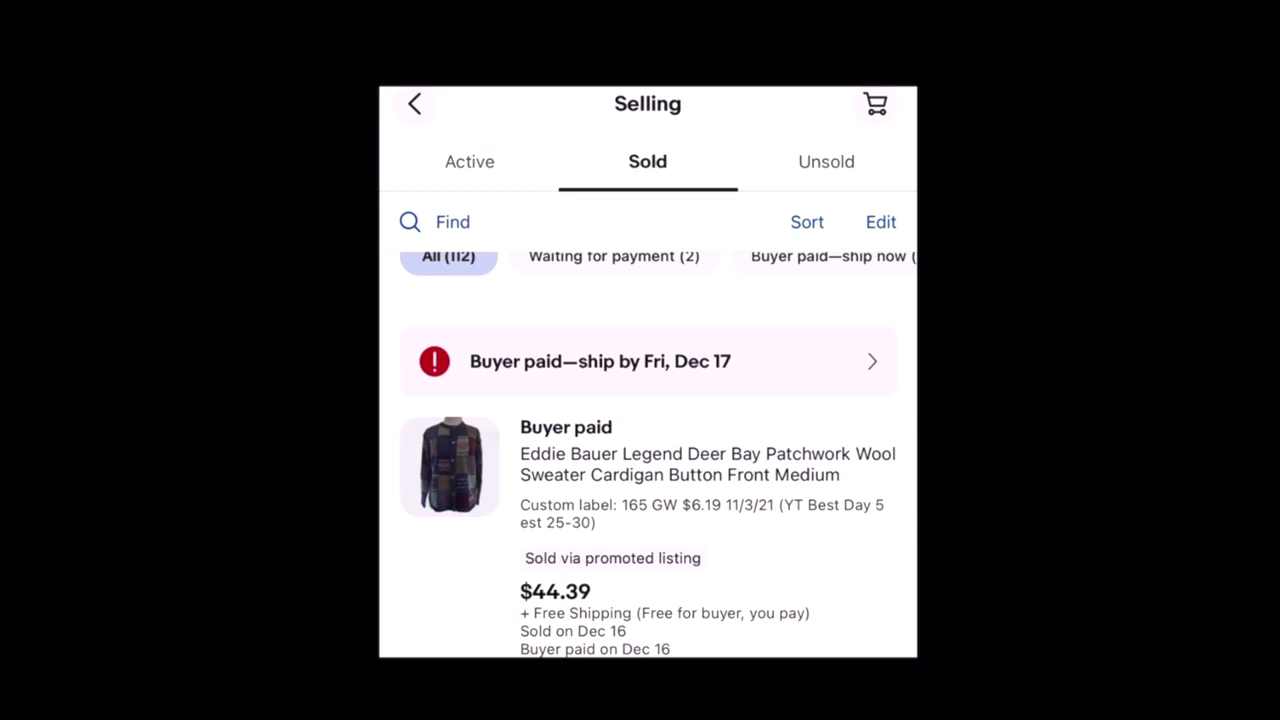 Selling
Active Sold Unsold
Find Sort Edit
All (112) Waiting for payment (2) Buyer paid—ship now (
Buyer paid—ship by Fri, Dec 17
Buyer paid
Eddie Bauer Legend Deer Bay Patchwork Wool
Sweater Cardigan Button Front Medium
Custom label: 165 GW $6.19 11/3/21 (YT Best Day 5
est 25-30)
Sold via promoted listing
$44.39
+ Free Shipping (Free for buyer, you pay)
Sold on Dec 16
Buyer paid on Dec 16